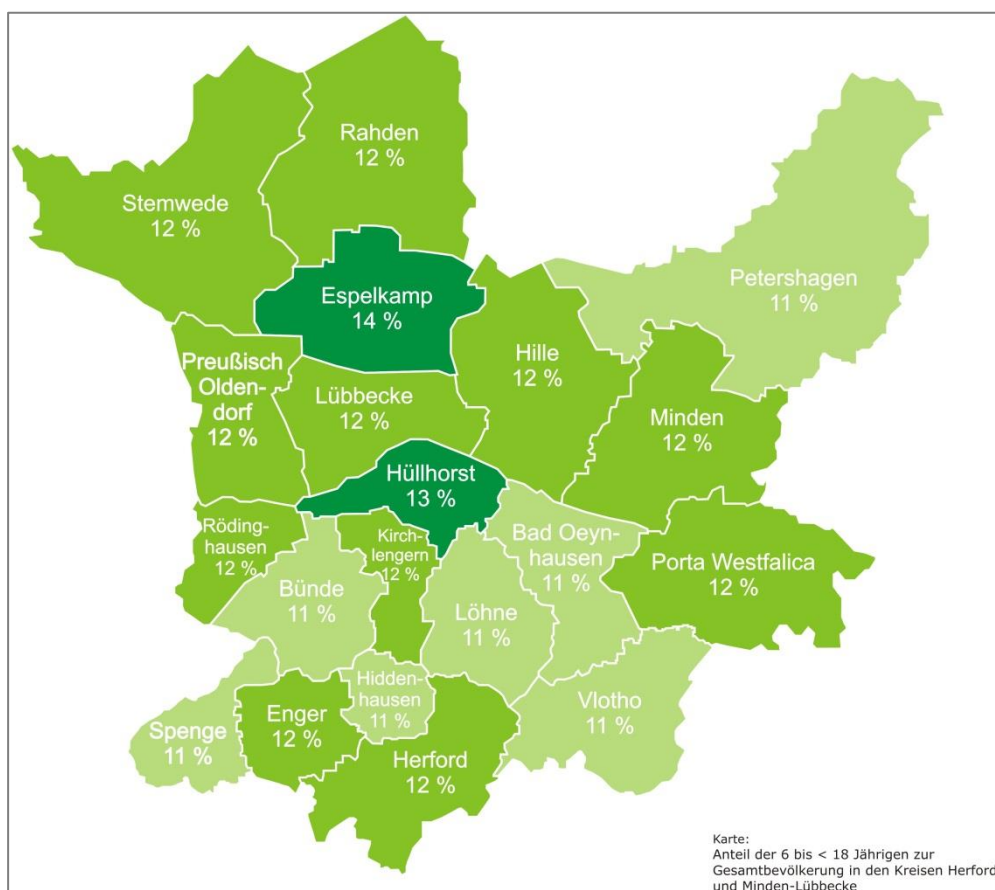 Rahden
12 %
Stemwede
12 %
Petershagen
11 %
Espelkamp
14 %
Hille
12 %
Preußisch
Olden-
dorf
12 %
Lübbecke
12 %
Minden
12 %
Hüllhorst
13 %
Röding-
hausen
12 %
Kirch-
lengern
12 %
Bad Oeyn-
hausen
11 %
Porta Westfalica
12 %
Bünde
11 %
Löhne
11 %
Hidden-
hausen
11 %
Vlotho
11 %
Spenge
11 %
Enger
12 %
Herford
12 %
Karte:
Anteil der 6 bis < 18 Jährigen zur
Gesamtbevölkerung in den Kreisen Herford
und Minden-Lübbecke